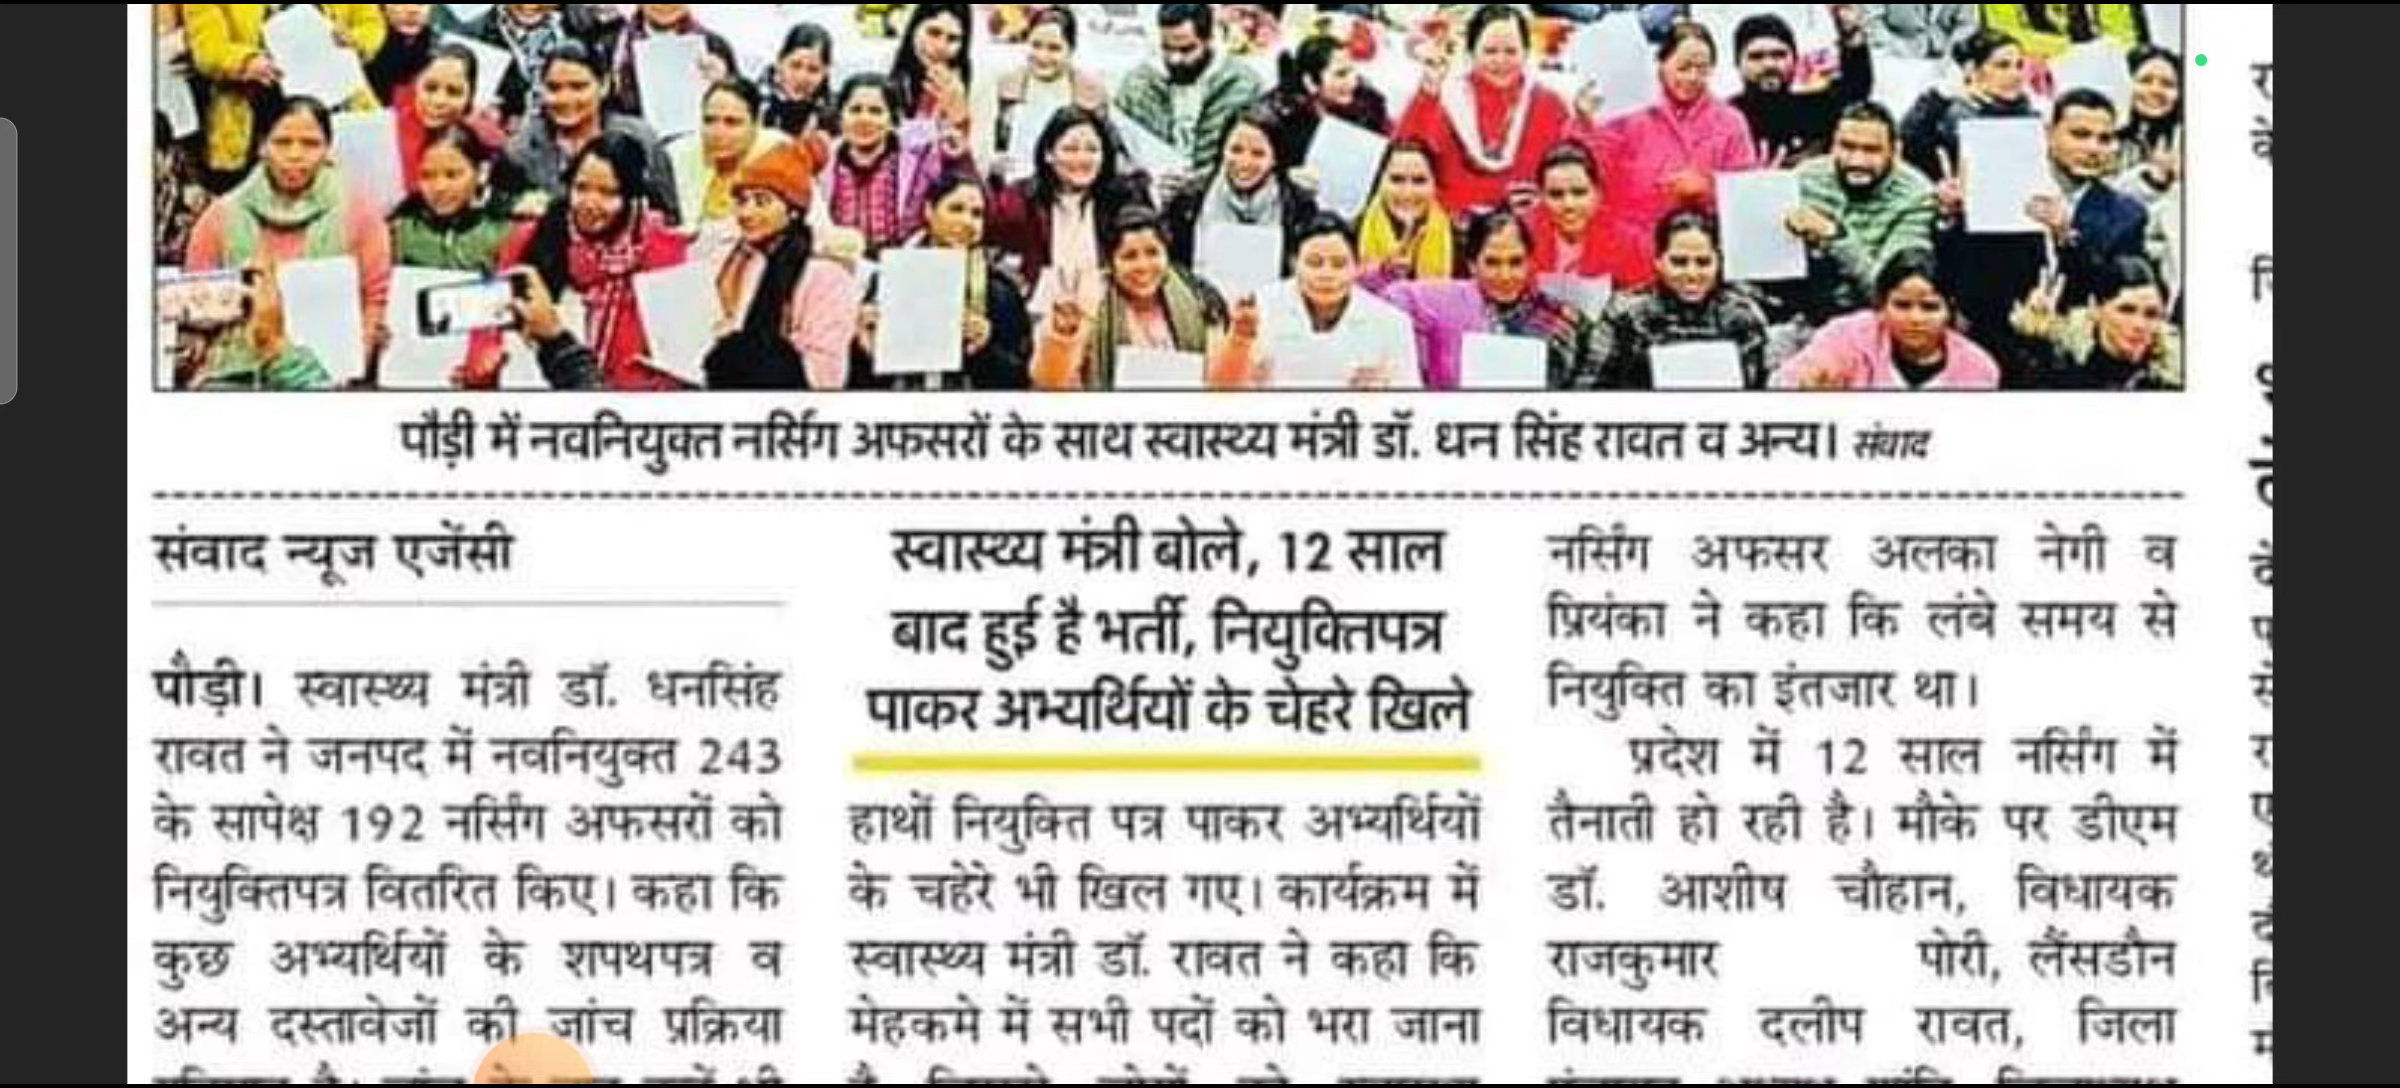 पौड़ी में नवनियुक्त नर्सिंग अफसरों के साथ स्वास्थ्य मंत्री डॉ. धन सिंह रावत व अन्य। संवाद
संवाद न्यूज एजेंसी
पौड़ी। स्वास्थ्य मंत्री डॉ. धनसिंह
रावत ने जनपद में नवनियुक्त 243
के सापेक्ष 192 नर्सिंग अफसरों को
नियुक्तिपत्र वितरित किए। कहा कि
कुछ अभ्यर्थियों के शपथपत्र व
अन्य दस्तावेजों की जांच प्रक्रिया
स्वास्थ्य मंत्री बोले, 12 साल
बाद हुई है भर्ती, नियुक्तिपत्र
पाकर अभ्यर्थियों के चेहरे खिले
हाथों नियुक्ति पत्र पाकर अभ्यर्थियों
के चहेरे भी खिल गए। कार्यक्रम में
स्वास्थ्य मंत्री डॉ. रावत ने कहा कि
मेहकमे में सभी पदों को भरा जाना
नर्सिंग अफसर अलका नेगी व
प्रियंका ने कहा कि लंबे समय से
नियुक्ति का इंतजार था।
प्रदेश में 12 साल नर्सिंग में
तैनाती हो रही है। मौके पर डीएम
डॉ. आशीष चौहान, विधायक
राजकुमार पोरी, लैंसडौन
विधायक दलीप रावत, जिला